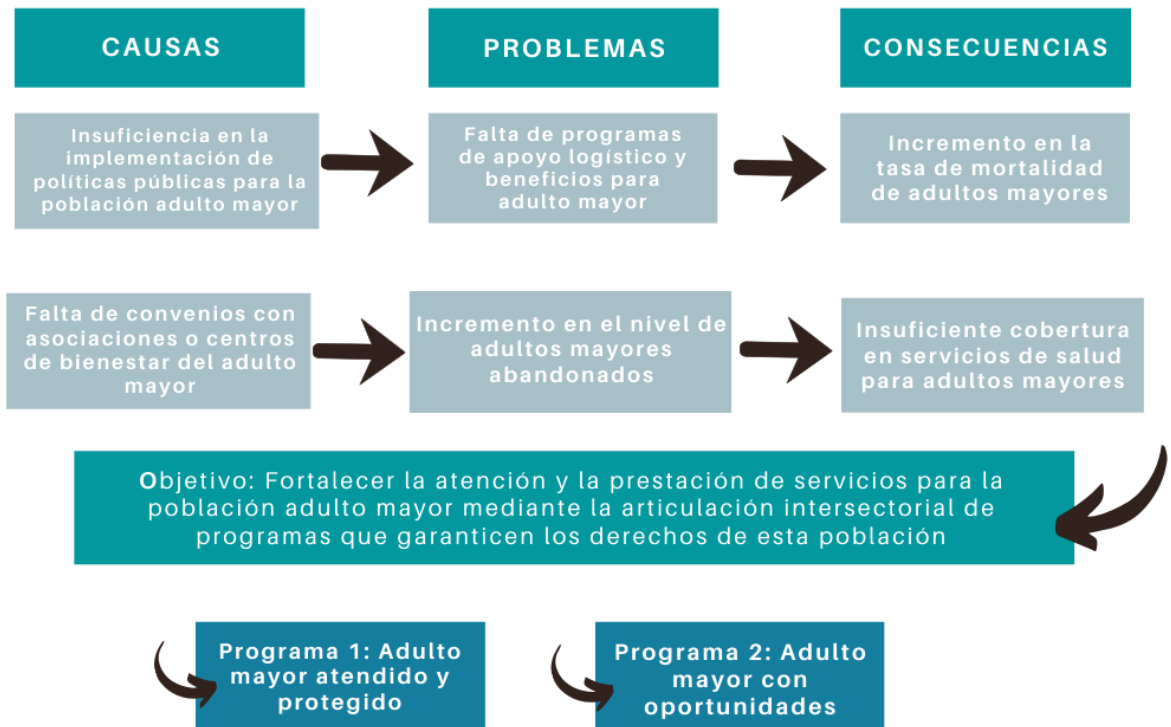 CAUSAS
PROBLEMAS
CONSECUENCIAS
Insuficiencia en la
implementación de
políticas públicas para la
población adulto mayor
Falta de programas
de apoyo logístico y
beneficios para
adulto mayor
Incremento en la
tasa de mortalidad
de adultos mayores
Falta de convenios con
asociaciones o centros
de bienestar del adulto
mayor
Incremento en el nivel de
adultos mayores
abandonados
Insuficiente cobertura
en servicios de salud
para adultos mayores
Objetivo: Fortalecer la atención y la prestación de servicios para la
población adulto mayor mediante la articulación intersectorial de
programas que garanticen los derechos de esta población
Programa 1: Adulto
mayor atendido y
protegido
Programa 2: Adulto
mayor con
oportunidades